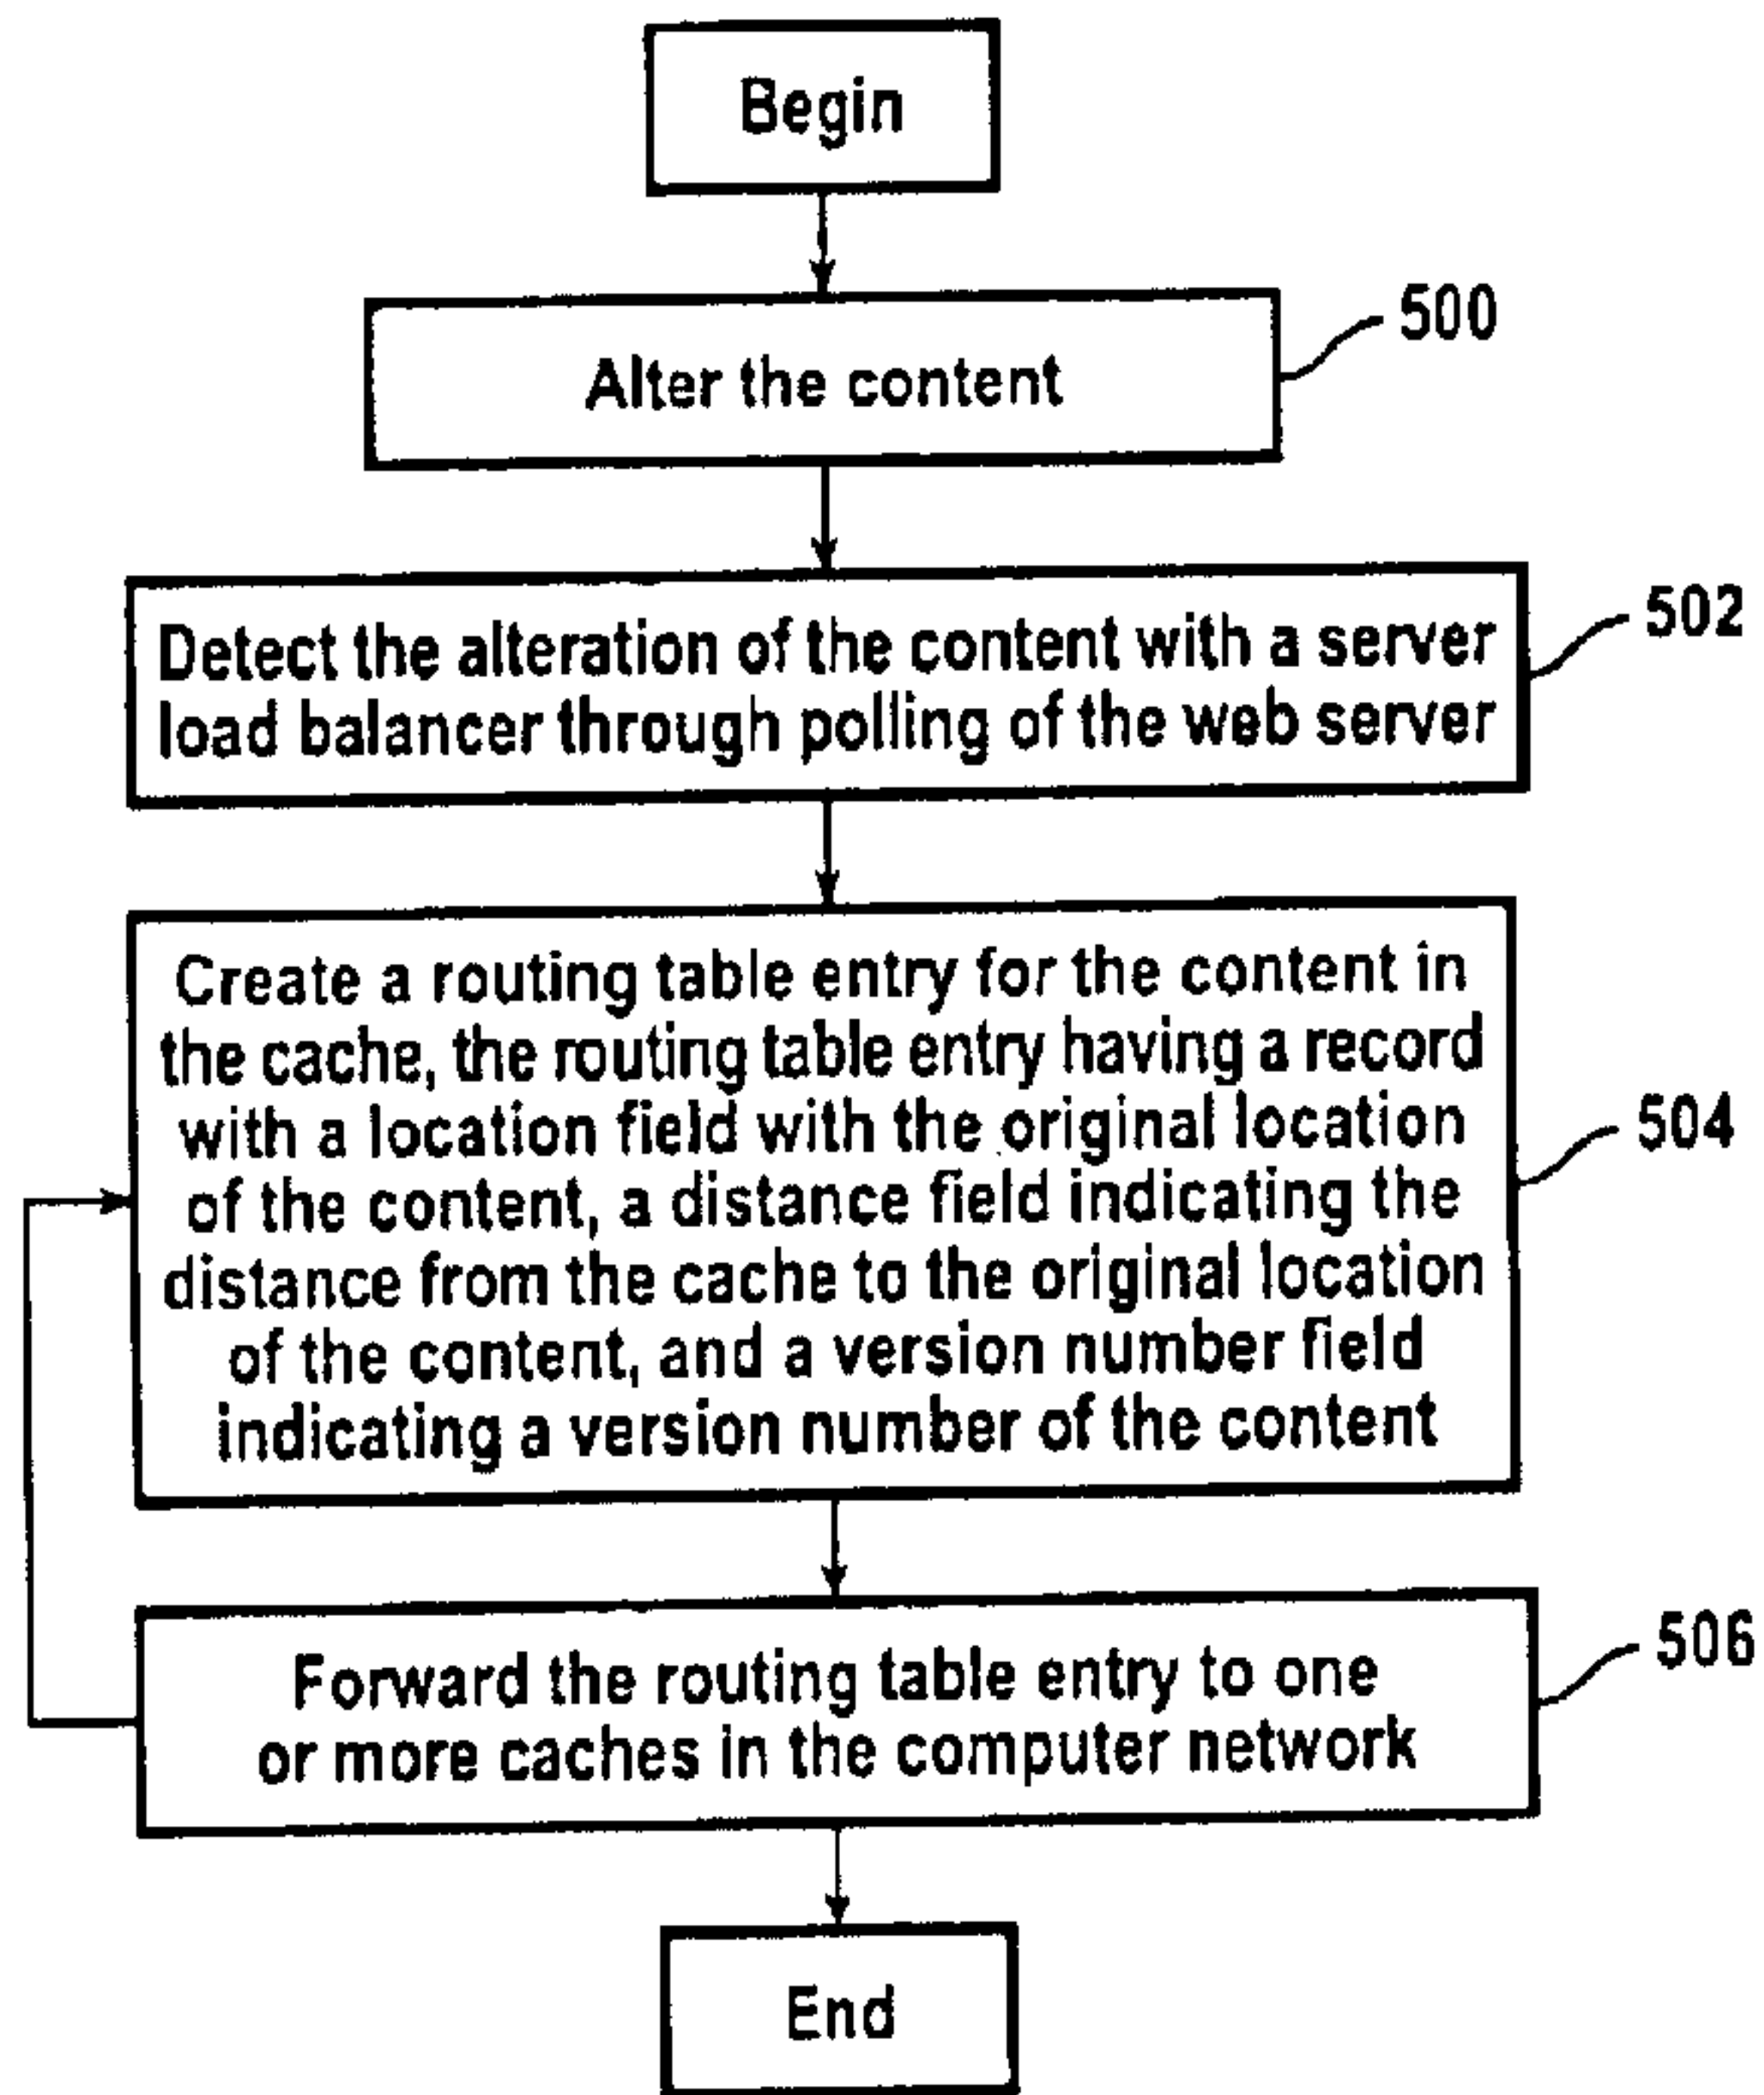 Begin
Alter the content
500
Detect the alteration of the content with a server
load balancer through polling of the web server
502
Create a routing table entry for the content in
the cache, the routing table entry having a record
with a location field with the original location
of the content, a distance field indicating the
distance from the cache to the original location
of the content, and a version number field
indicating a version number of the content
504
Forward the routing table entry to one
or more caches in the computer network
506
End